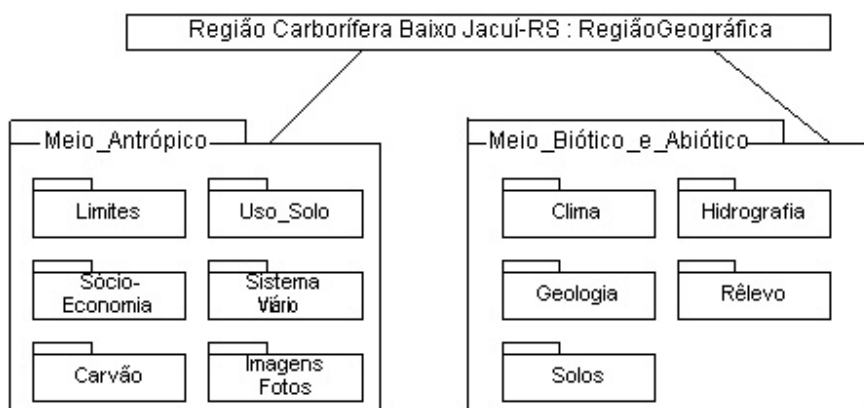 Região Carborífera Baixo Jacuí-RS : RegiãoGeográfica
Meio_Antrópico
Limites
Uso_Solo
Sócio-
Economia
Sistema
Viário
Carvão
Imagens
Fotos
Meio_Biótico_e_Abiótico
Clima
Hidrografia
Geologia
Rêlevo
Solos